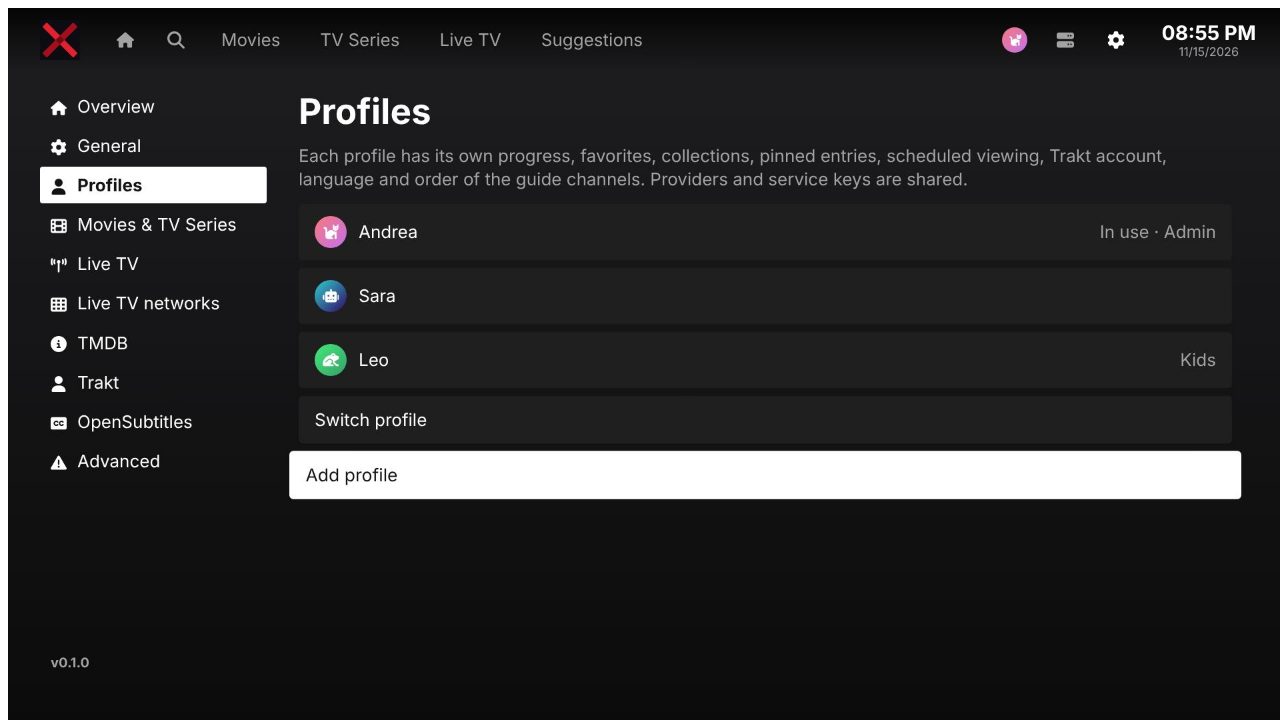 Movies
TV Series
Live TV
Suggestions
08:55 PM
11/15/2026
Overview
General
Profiles
Movies & TV Series
Live TV
Live TV networks
TMDB
Trakt
OpenSubtitles
Advanced
v0.1.0
Profiles
Each profile has its own progress, favorites, collections, pinned entries, scheduled viewing, Trakt account,
language and order of the guide channels. Providers and service keys are shared.
Andrea
In use · Admin
Sara
Leo
Kids
Switch profile
Add profile